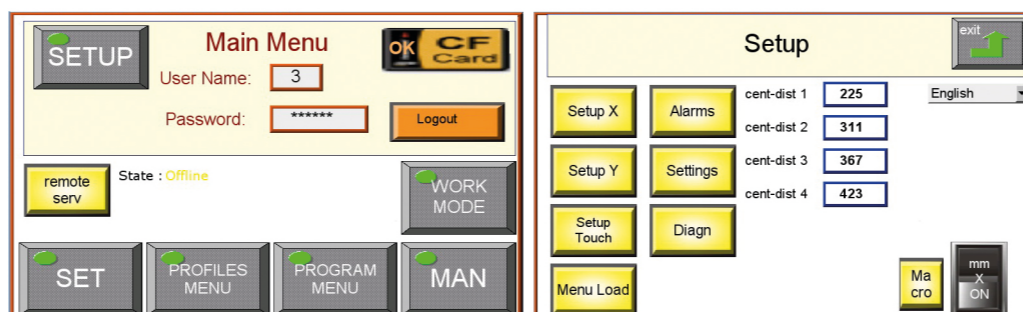 SETUP
Main Menu
OK CF
Card
User Name: 3
Password: ******
Logout
remote
serv
State : Offline
WORK
MODE
SET
PROFILES
MENU
PROGRAM
MENU
MAN
Setup
exit
Setup X
Alarms
cent-dist 1 225
English
cent-dist 2 311
Setup Y
Settings
cent-dist 3 367
cent-dist 4 423
Setup
Touch
Diagn
Menu Load
Ma
cro
mm
X
ON